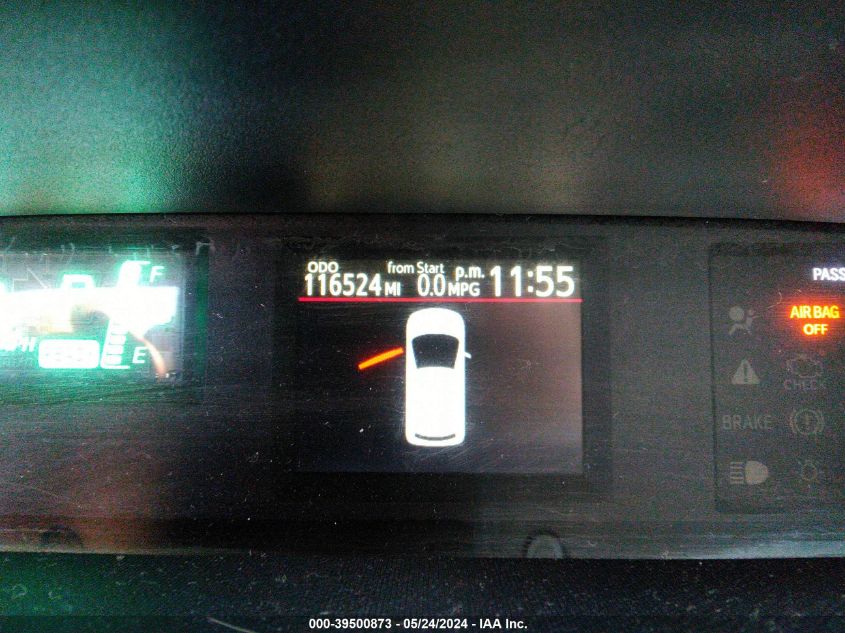 ODO from Start p.m. 11:55
116524 MI 0.0 MPG
F
E
PASS
AIR BAG
OFF
CHECK
BRAKE
000-39500873 - 05/24/2024 - IAA Inc.